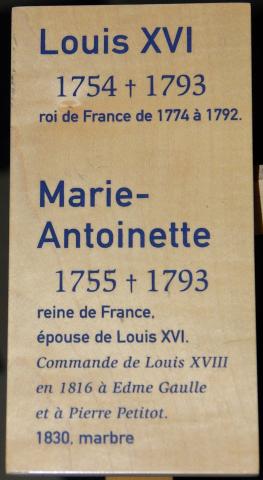 Louis XVI
1754 † 1793
roi de France de 1774 à 1792.
Marie-
Antoinette
1755 † 1793
reine de France,
épouse de Louis XVI.
Commande de Louis XVIII
en 1816 à Edme Gaulle
et à Pierre Petitot.
1830, marbre